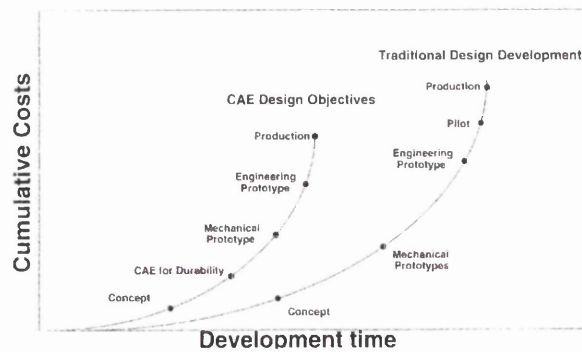 Traditional Design Development
Production
CAE Design Objectives
Pilot
Production
Engineering
Prototype
Engineering
Prototype
Mechanical
Prototype
Mechanical
Prototypes
CAE for Durability
Concept
Concept
Cumulative Costs
Development time